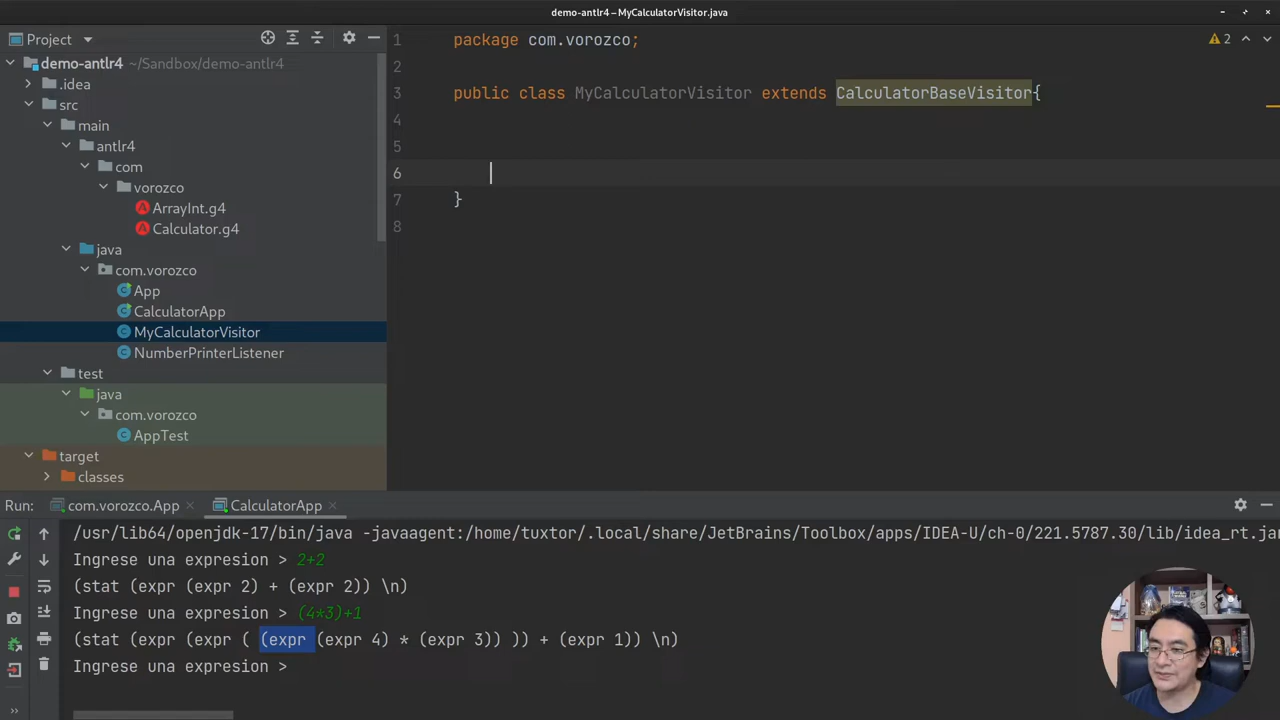 demo-antlr4 – MyCalculatorVisitor.java
Project
demo-antlr4 ~/Sandbox/demo-antlr4
.idea
src
main
antlr4
com
vorozco
ArrayInt.g4
Calculator.g4
java
com.vorozco
App
CalculatorApp
MyCalculatorVisitor
NumberPrinterListener
test
java
com.vorozco
AppTest
target
classes
1 package com.vorozco;
2
3 public class MyCalculatorVisitor extends CalculatorBaseVisitor{
4
5
6
7 }
8
2
Run: com.vorozco.App CalculatorApp
/usr/lib64/openjdk-17/bin/java -javaagent:/home/tuxtor/.local/share/JetBrains/Toolbox/apps/IDEA-U/ch-0/221.5787.30/lib/idea_rt.jar
Ingrese una expresion > 2+2
(stat (expr (expr 2) + (expr 2)) \n)
Ingrese una expresion > (4*3)+1
(stat (expr (expr ( (expr (expr 4) * (expr 3)) )) + (expr 1)) \n)
Ingrese una expresion >